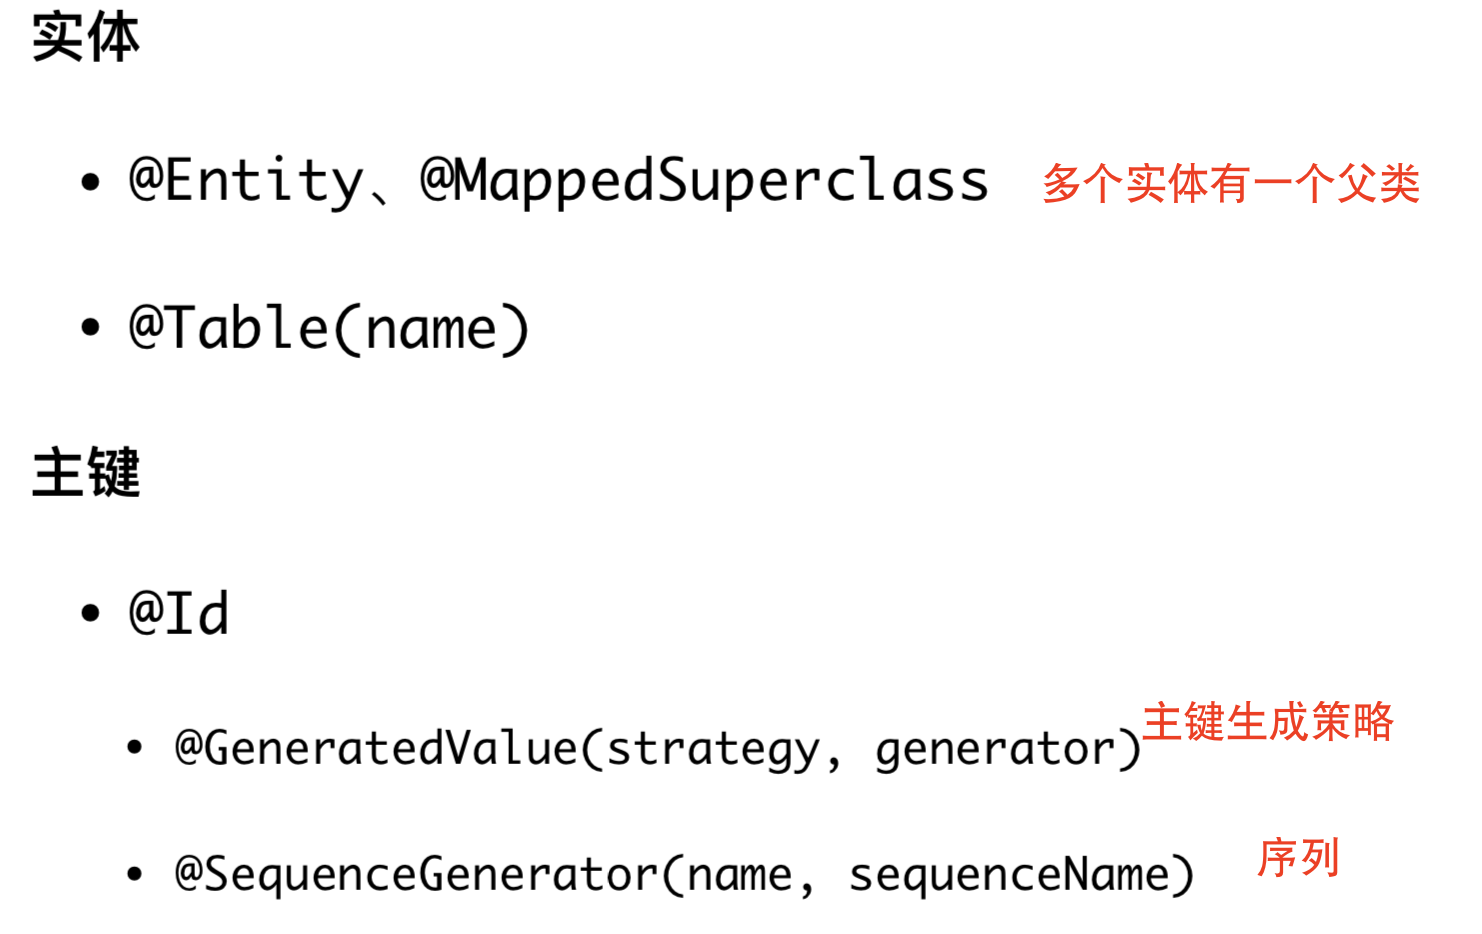 实体
• @Entity、@MappedSuperclass 多个实体有一个父类
• @Table(name)
主键
• @Id
• @GeneratedValue(strategy, generator) 主键生成策略
• @SequenceGenerator(name, sequenceName) 序列